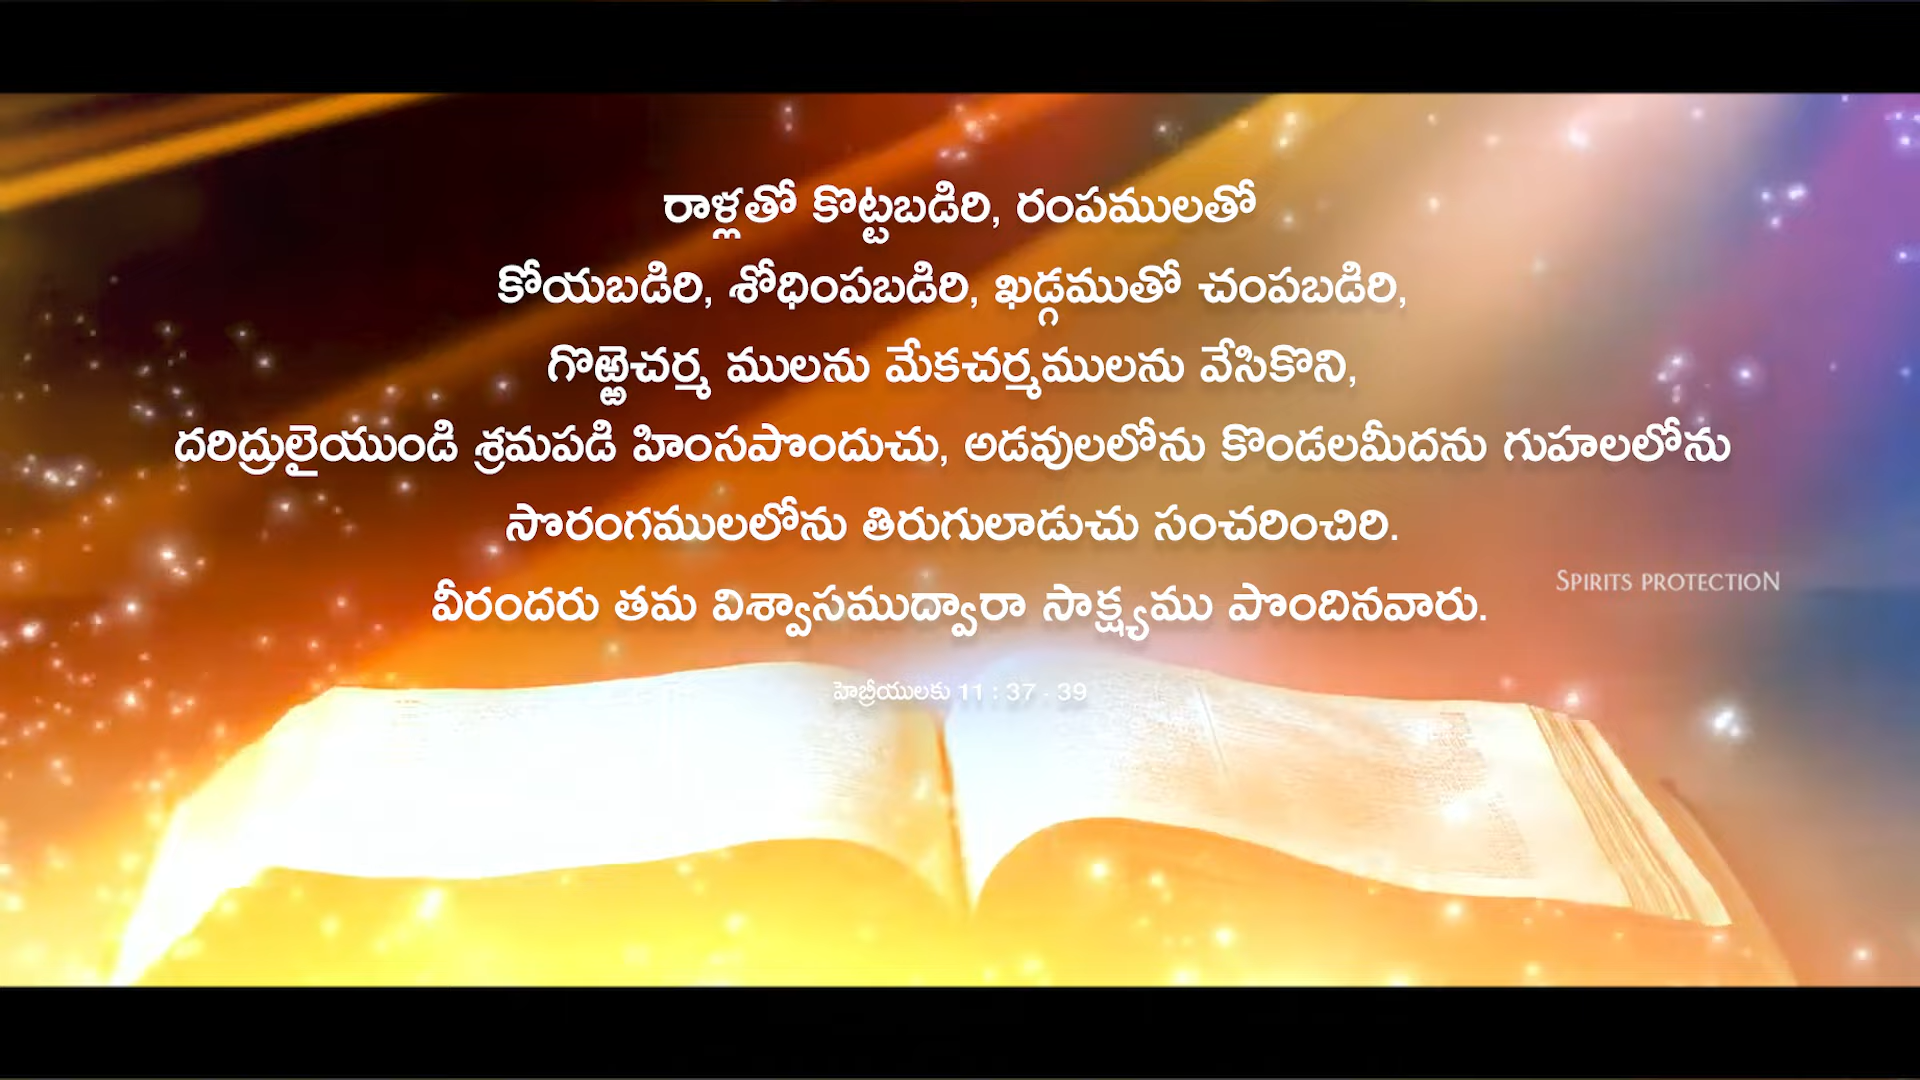 రాళ్లతో కొట్టబడిరి, రంపములతో
కోయబడిరి, శోధింపబడిరి, ఖడ్గముతో చంపబడిరి,
గొఱ్ఱెచర్మ ములను మేకచర్మములను వేసికొని,
దరిద్రులైయుండి శ్రమపడి హింసపొందుచు, అడవులలోను కొండలమీదను గుహలలోను
సొరంగములలోను తిరుగులాడుచు సంచరించిరి.
వీరందరు తమ విశ్వాసముద్వారా సాక్ష్యము పొందినవారు.
SPIRITS PROTECTION
హెబ్రీయులకు 11 : 37 - 39